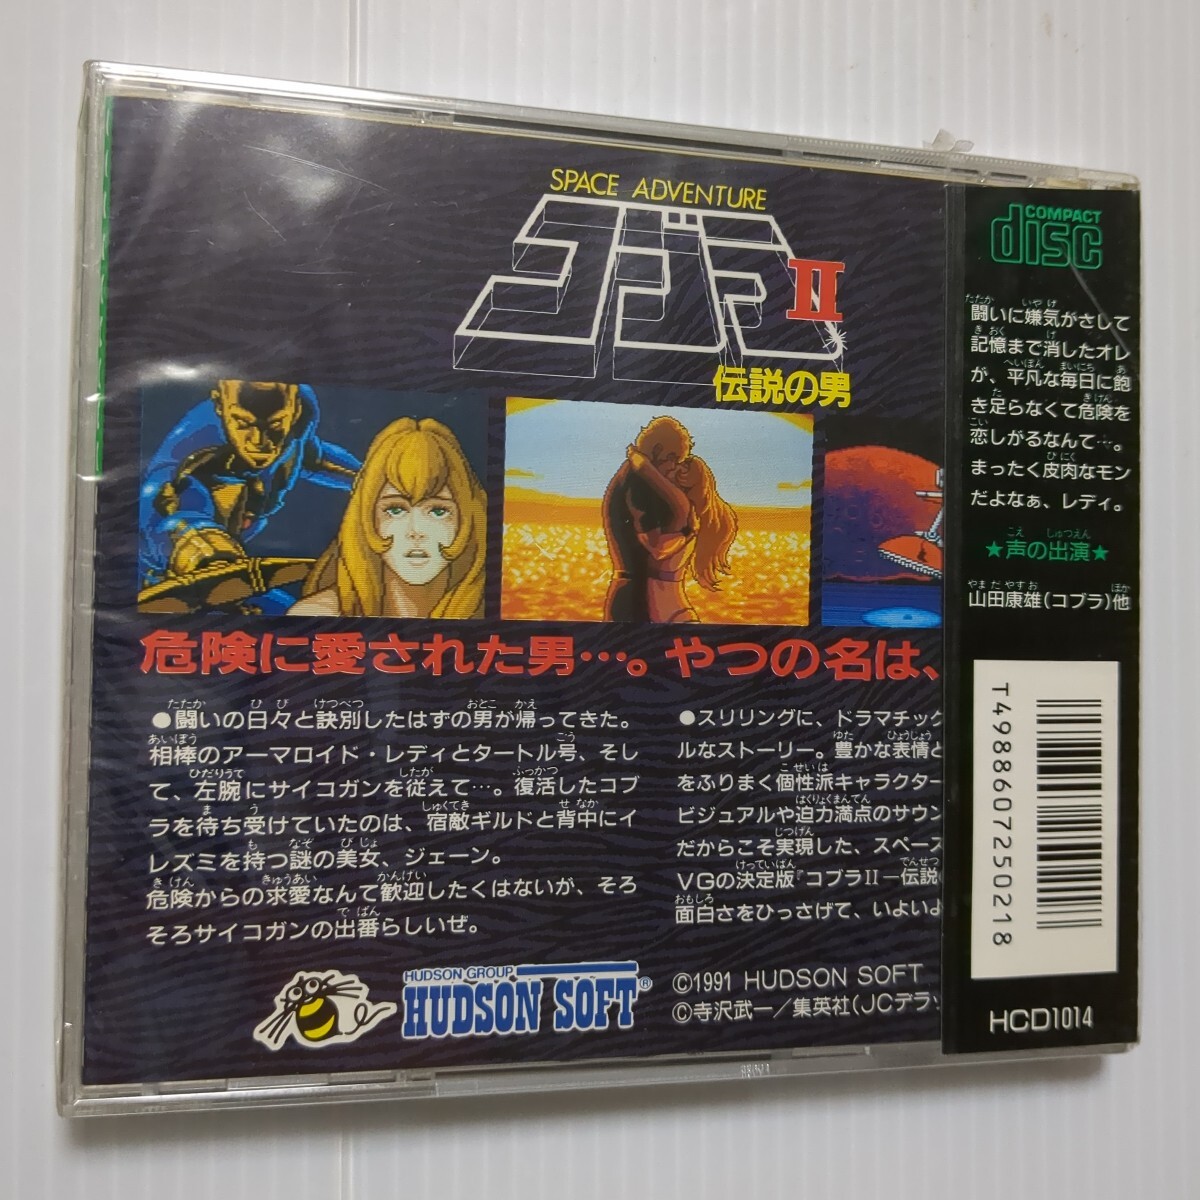 SPACE ADVENTURE
コブラII
伝説の男
危険に愛された男…。やつの名は、
●闘いの日々と訣別したはずの男が帰ってきた。
相棒のアーマロイド・レディとタートル号、そし
て、左腕にサイコガンを従えて…。復活したコブ
ラを待ち受けていたのは、宿敵ギルドと背中にイ
レズミを持つ謎の美女、ジェーン。
危険からの求愛なんて歓迎したくはないが、そろ
そろサイコガンの出番らしいぜ。
●スリリングに、ドラマチック
ルなストーリー。豊かな表情と
をふりまく個性派キャラクター
ビジュアルや迫力満点のサウン
だからこそ実現した、スペース
VGの決定版『コブラII－伝説
面白さをひっさげて、いよいよ
HUDSON GROUP
HUDSON SOFT®
©1991 HUDSON SOFT
©寺沢武一／集英社(JCデラッ
COMPACT
disc
闘いに嫌気がさして
記憶まで消したオレ
が、平凡な毎日に飽
き足らなくて危険を
恋しがるなんて…。
まったく皮肉なモン
だよなぁ、レディ。
★声の出演★
山田康雄(コブラ)他
T4988607250218
HCD1014